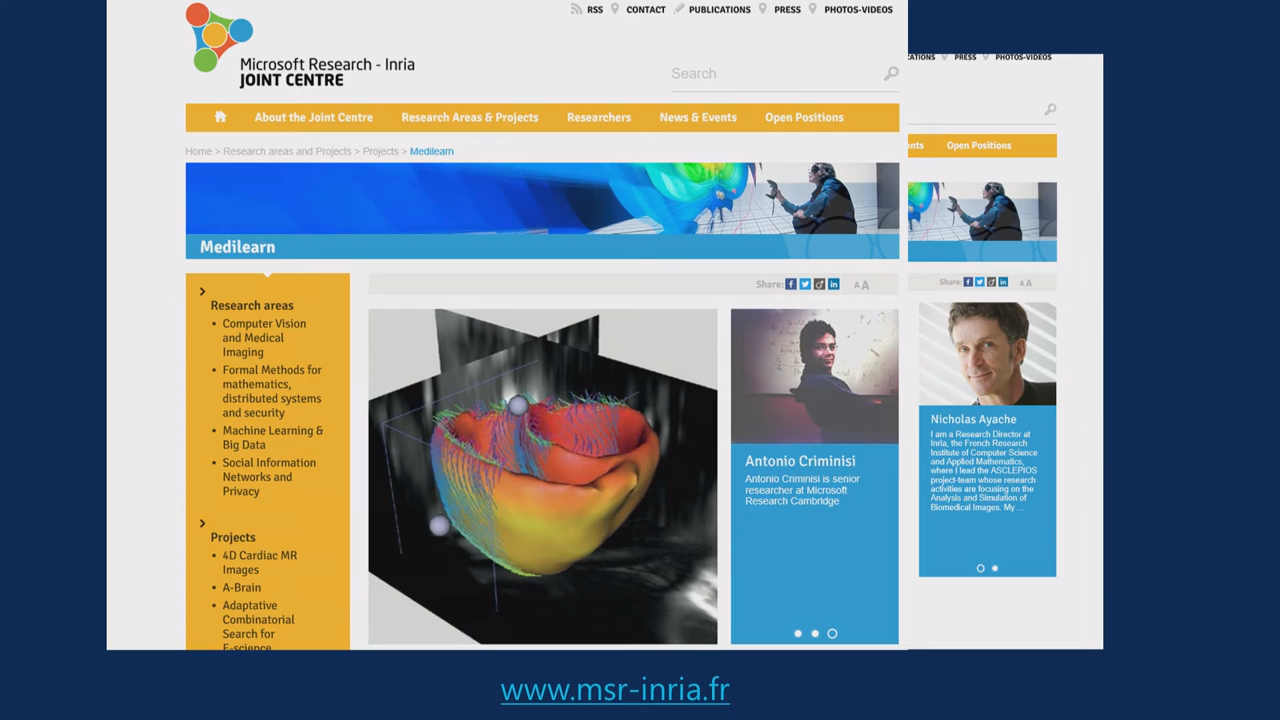 RSS CONTACT PUBLICATIONS PRESS PHOTOS-VIDEOS
Microsoft Research - Inria
JOINT CENTRE
Search
About the Joint Centre Research Areas & Projects Researchers News & Events Open Positions
Home > Research areas and Projects > Projects > Medilearn
Medilearn
Research areas
• Computer Vision
and Medical
Imaging
• Formal Methods for
mathematics,
distributed systems
and security
• Machine Learning &
Big Data
• Social Information
Networks and
Privacy
Projects
• 4D Cardiac MR
Images
• A-Brain
• Adaptative
Combinatorial
Search for
E-science
Share: A A
Antonio Criminisi
Antonio Criminisi is senior
researcher at Microsoft
Research Cambridge
ATIONS PRESS PHOTOS-VIDEOS
ents Open Positions
Share: A A
Nicholas Ayache
I am a Research Director at
Inria, the French Research
Institute of Computer Science
and Applied Mathematics,
where I lead the ASCLEPIOS
project-team whose research
activities are focusing on the
Analysis and Simulation of
Biomedical Images. My ...
www.msr-inria.fr